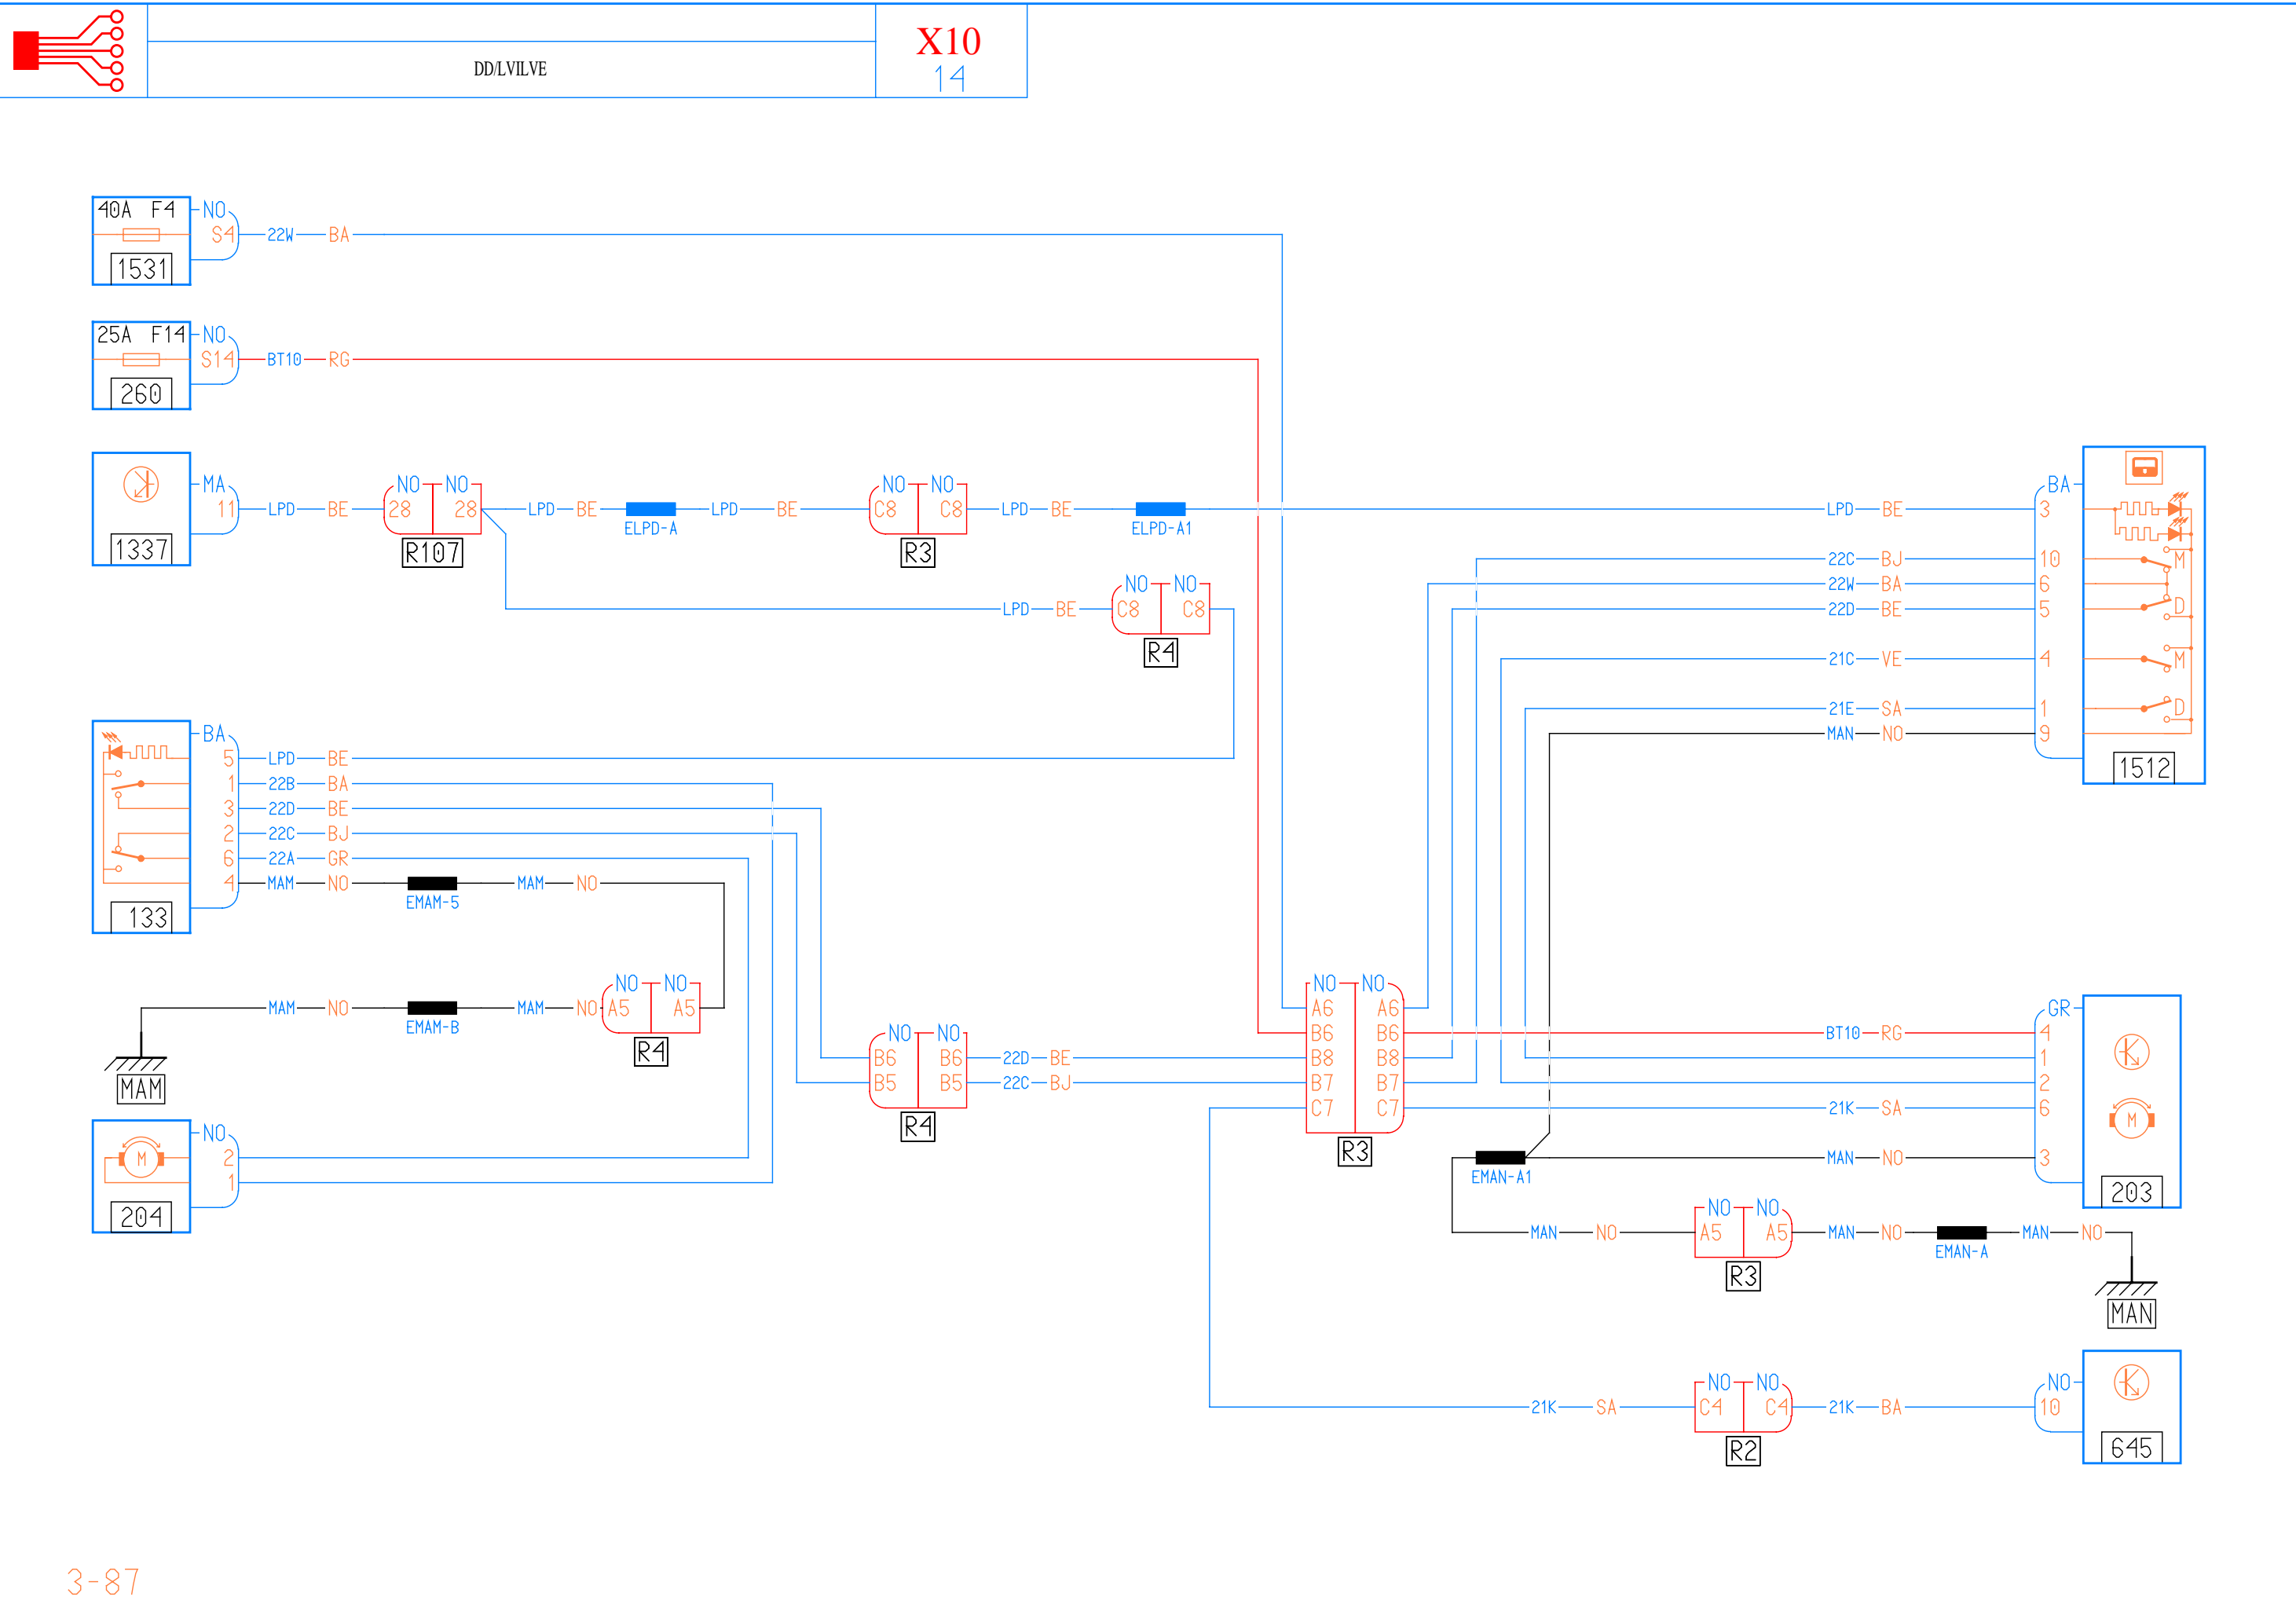 X10
14
DD/LVILVE
40A F4 NO
S4 22W BA
1531
25A F14 NO
S14 BT10 RG
260
MA
11 LPD BE
1337
NO NO
28 28
R107
LPD BE
ELPD-A
LPD BE
NO NO
C8 C8
R3
LPD BE
ELPD-A1
LPD BE
NO NO
C8 C8
R4
LPD BE 3
BA
22C BJ 10
22W BA 6
22D BE 5
21C VE 4
21E SA 1
MAN NO 9
M
D
M
D
1512
BA
5 LPD BE
1 22B BA
3 22D BE
2 22C BJ
6 22A GR
4 MAM NO
EMAM-5
MAM NO
133
MAM NO
EMAM-B
MAM NO
NO NO
A5 A5
R4
MAM
NO
2
1
M
204
NO NO
B6 B6
B5 B5
R4
22D BE
22C BJ
NO NO
A6 A6
B6 B6
B8 B8
B7 B7
C7 C7
R3
GR
BT10 RG 4
1
2
21K SA 6
MAN NO 3
M
203
EMAN-A1
MAN NO
NO NO
A5 A5
R3
MAN NO
EMAN-A
MAN NO
MAN
21K SA
NO NO
C4 C4
R2
21K BA
NO
10
645
3-87